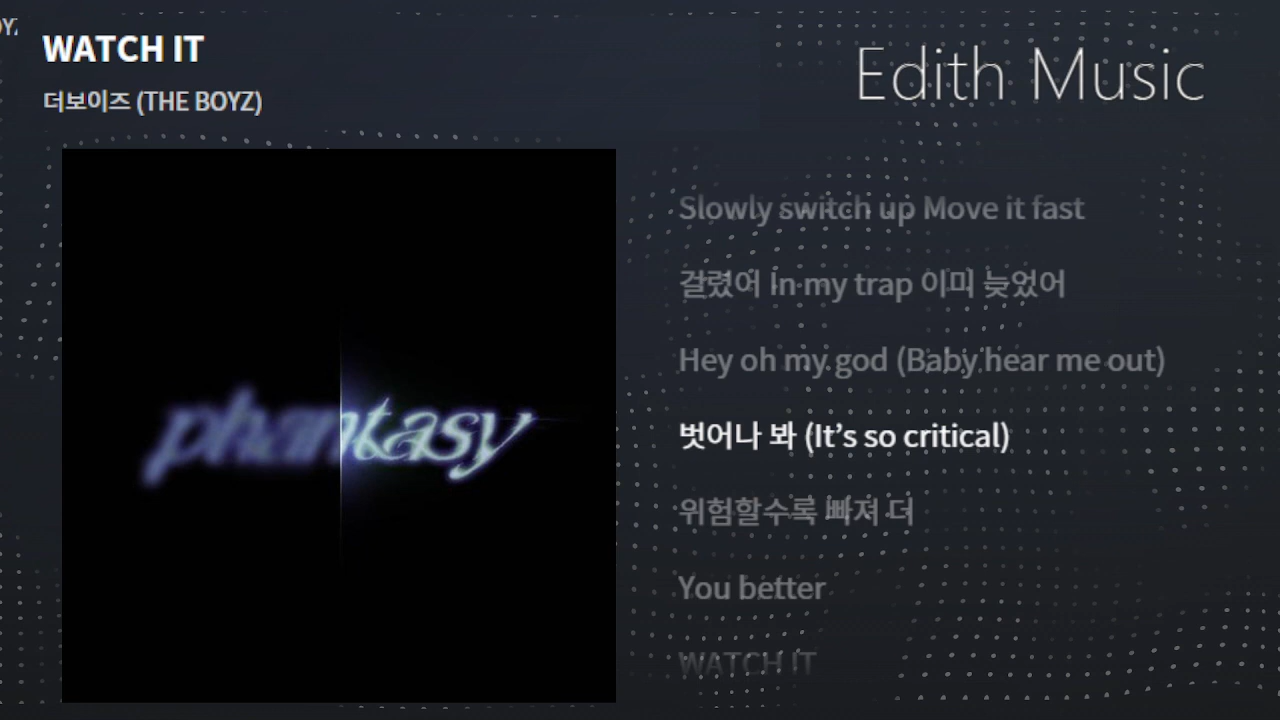 WATCH IT
더보이즈 (THE BOYZ)
Edith Music
phantasy
Slowly switch up Move it fast
걸렸어 In my trap 이미 늦었어
Hey oh my god (Baby hear me out)
벗어나 봐 (It’s so critical)
위험할수록 빠져 더
You better
WATCH IT